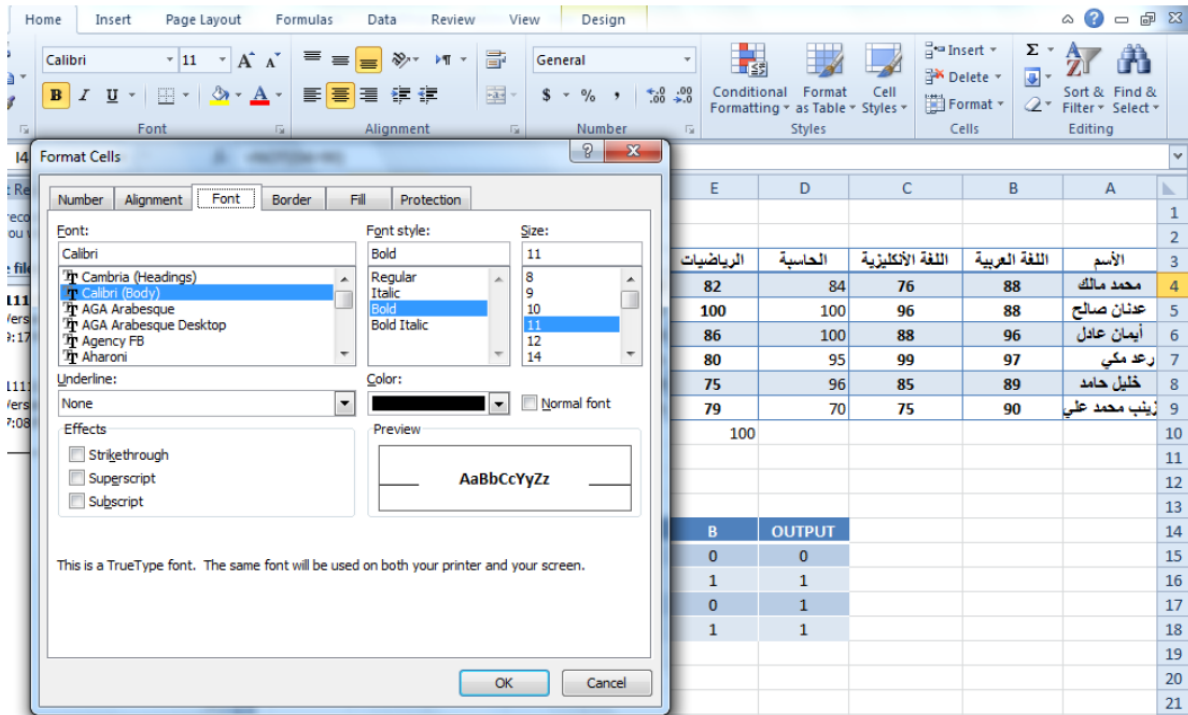 Home Insert Page Layout Formulas Data Review View Design
Calibri 11 A A General Insert Σ
B I U $ % , .00 .00 Conditional Format Cell Delete Sort & Find &
Formatting as Table Styles Format Filter Select
Font Alignment Number Styles Cells Editing
I4
Format Cells
Number Alignment Font Border Fill Protection
Font: Font style: Size:
Calibri Bold 11
Cambria (Headings) Regular 8
Calibri (Body) Italic 9
AGA Arabesque Bold 10
AGA Arabesque Desktop Bold Italic 11
Agency FB 12
Aharoni 14
Underline: Color:
None Normal font
Effects Preview
Strikethrough
Superscript AaBbCcYyZz
Subscript
This is a TrueType font. The same font will be used on both your printer and your screen.
OK Cancel
E D C B A
1
2
الرياضيات الحاسبة اللغة الأنكليزية اللغة العربية الأسم 3
82 84 76 88 محمد مالك 4
100 100 96 88 عدنان صالح 5
86 100 88 96 أيمان عادل 6
80 95 99 97 رعد مكي 7
75 96 85 89 خليل حامد 8
79 70 75 90 زينب محمد علي 9
100 10
11
12
13
B OUTPUT 14
0 0 15
1 1 16
0 1 17
1 1 18
19
20
21